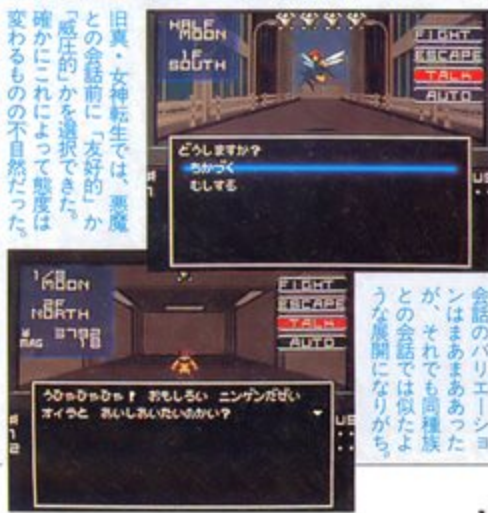 旧真・女神転生では、悪魔
との会話前に「友好的」か
「威圧的」かを選択できた。
確かにこれによって態度は
変わるものの不自然だった。
HALF
MOON
1F
SOUTH
FIGHT
ESCAPE
TALK
AUTO
どうしますか?
ちかづく
むしする
会話のバリエーショ
ンはまあまああった
が、それでも同種族
との会話では似たよ
うな展開になりがち。
1/8
MOON
2F
NORTH
MAG
FIGHT
ESCAPE
TALK
AUTO
うひゃひゃひゃ! おもしろい ニンゲンだぜい
オイラと あいしあいたいのかい?